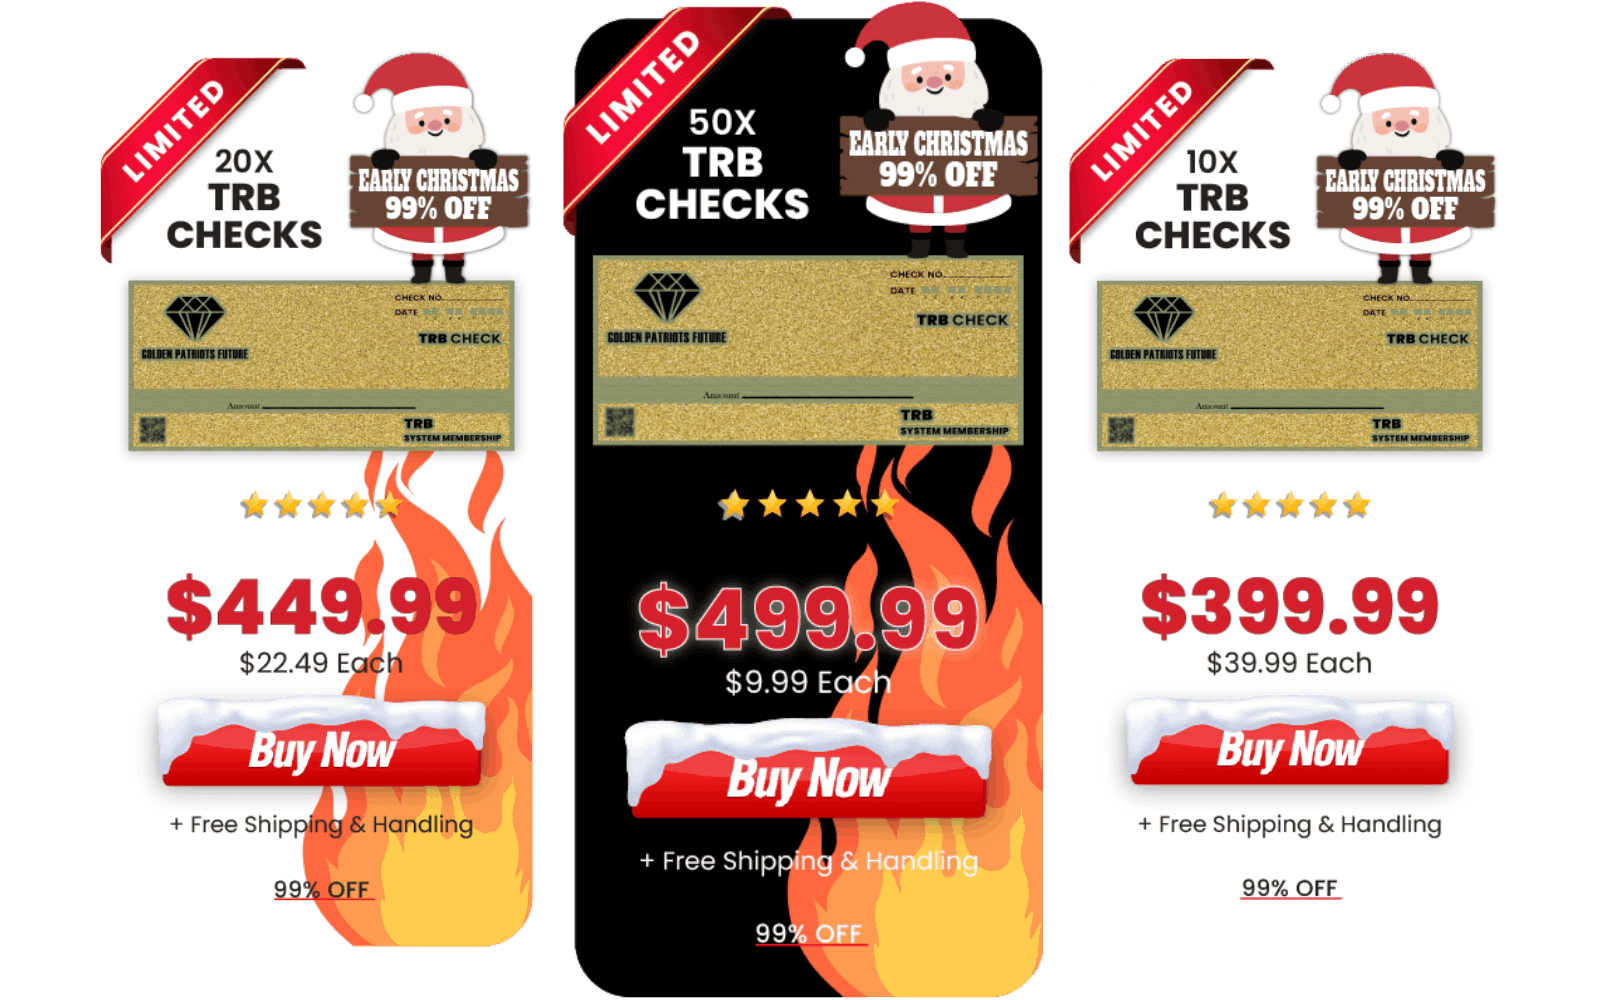 LIMITED
20X
TRB
CHECKS
EARLY CHRISTMAS
99% OFF
CHECK NO.
DATE
TRB CHECK
GOLDEN PATRIOTS FUTURE
Amount
TRB
SYSTEM MEMBERSHIP
$449.99
$22.49 Each
Buy Now
+ Free Shipping & Handling
99% OFF
LIMITED
50X
TRB
CHECKS
EARLY CHRISTMAS
99% OFF
CHECK NO.
DATE
TRB CHECK
GOLDEN PATRIOTS FUTURE
Amount
TRB
SYSTEM MEMBERSHIP
$499.99
$9.99 Each
Buy Now
+ Free Shipping & Handling
99% OFF
LIMITED
10X
TRB
CHECKS
EARLY CHRISTMAS
99% OFF
CHECK NO.
DATE
TRB CHECK
GOLDEN PATRIOTS FUTURE
Amount
TRB
SYSTEM MEMBERSHIP
$399.99
$39.99 Each
Buy Now
+ Free Shipping & Handling
99% OFF